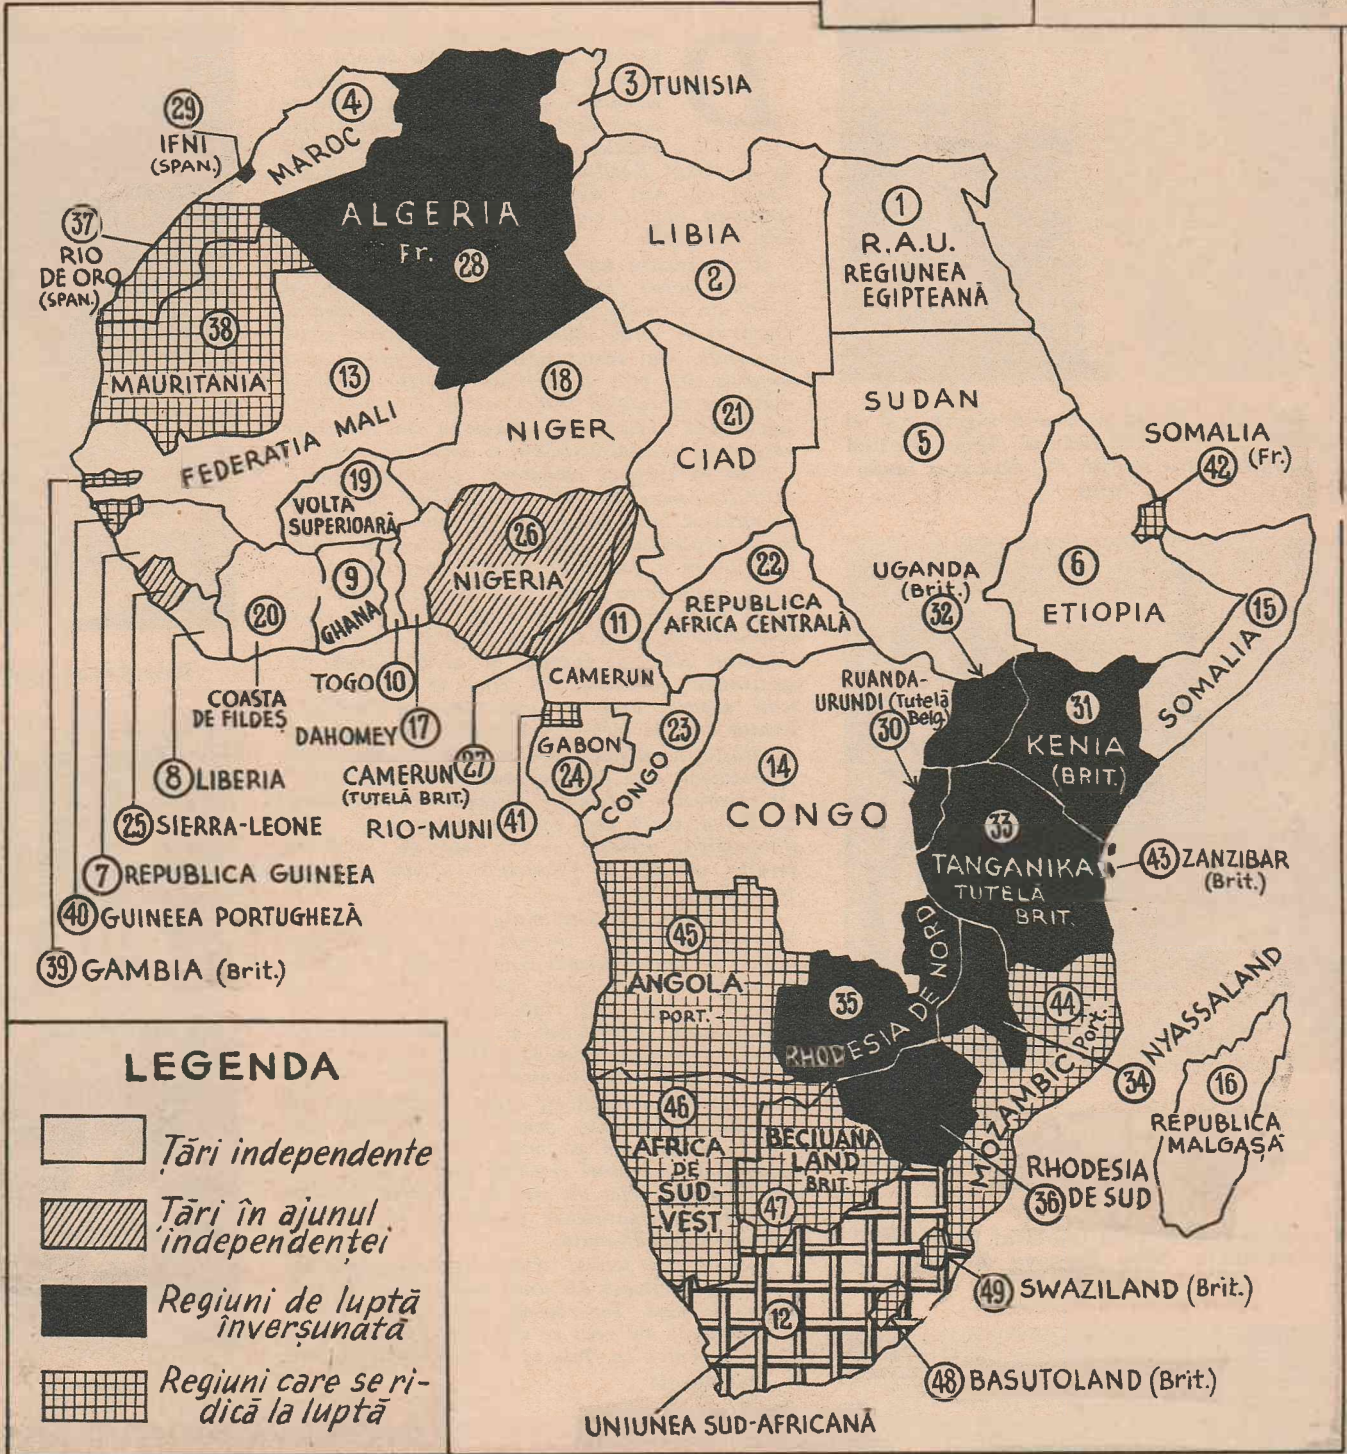 3 TUNISIA
4
MAROC
29
IFNI
(SPAN.)
ALGERIA
Fr. 28
LIBIA
2
1
R.A.U.
REGIUNEA
EGIPTEANĂ
37
RIO
DE ORO
(SPAN.)
38
MAURITANIA
13
FEDERAȚIA MALI
18
NIGER
21
CIAD
SUDAN
5
SOMALIA
42 (Fr.)
19
VOLTA
SUPERIOARĂ
26
NIGERIA
9
GHANA
20
COASTA
DE FILDEȘ
22
REPUBLICA
AFRICA CENTRALĂ
UGANDA
(Brit.)
32
6
ETIOPIA
15
SOMALIA
11
CAMERUN
TOGO 10
DAHOMEY 17
CAMERUN 27
(TUTELĂ BRIT.)
RIO-MUNI 41
GABON
24
23
CONGO
14
CONGO
RUANDA-
URUNDI (Tutelă
Belg.)
30
31
KENIA
(BRIT.)
8 LIBERIA
25 SIERRA-LEONE
7 REPUBLICA GUINEEA
40 GUINEEA PORTUGHEZĂ
39 GAMBIA (Brit.)
33
TANGANIKA
TUTELĂ
BRIT.
43 ZANZIBAR
(Brit.)
45
ANGOLA
PORT.
35
RHODESIA DE NORD
44
MOZAMBIC Port.
34 NYASSALAND
16
REPUBLICA
MALGAȘĂ
46
AFRICA
DE
SUD
VEST
BECIUANA
LAND
BRIT.
47
RHODESIA
36 DE SUD
49 SWAZILAND (Brit.)
12
48 BASUTOLAND (Brit.)
UNIUNEA SUD-AFRICANĂ
LEGENDA
Țări independente
Țări în ajunul
independenței
Regiuni de luptă
înverșunată
Regiuni care se ri-
dică la luptă